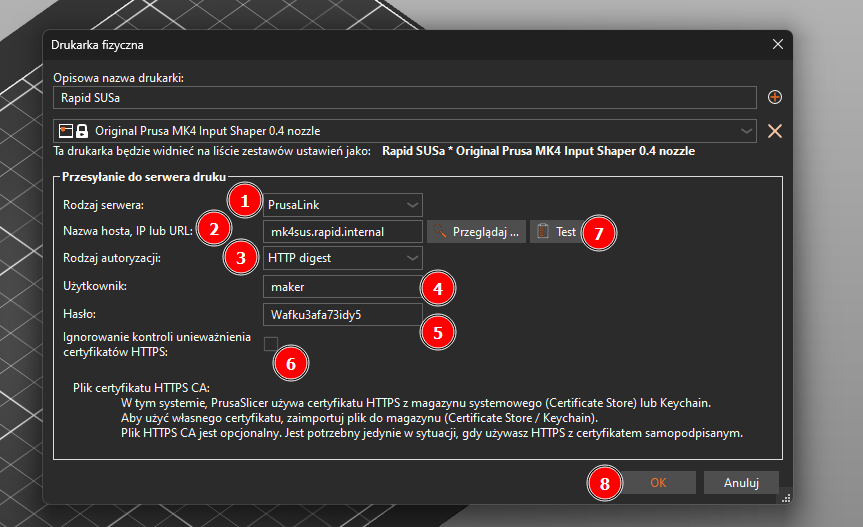 Drukarka fizyczna
Opisowa nazwa drukarki:
Rapid SUSa
Original Prusa MK4 Input Shaper 0.4 nozzle
Ta drukarka będzie widnieć na liście zestawów ustawień jako: Rapid SUSa * Original Prusa MK4 Input Shaper 0.4 nozzle
Przesyłanie do serwera druku
Rodzaj serwera: 1 PrusaLink
Nazwa hosta, IP lub URL: 2 mk4sus.rapid.internal Przeglądaj ... Test 7
Rodzaj autoryzacji: 3 HTTP digest
Użytkownik: maker 4
Hasło: Wafku3afa73idy5 5
Ignorowanie kontroli unieważnienia
certyfikatów HTTPS: 6
Plik certyfikatu HTTPS CA:
W tym systemie, PrusaSlicer używa certyfikatu HTTPS z magazynu systemowego (Certificate Store) lub Keychain.
Aby użyć własnego certyfikatu, zaimportuj plik do magazynu (Certificate Store / Keychain).
Plik HTTPS CA jest opcjonalny. Jest potrzebny jedynie w sytuacji, gdy używasz HTTPS z certyfikatem samopodpisanym.
8 OK Anuluj